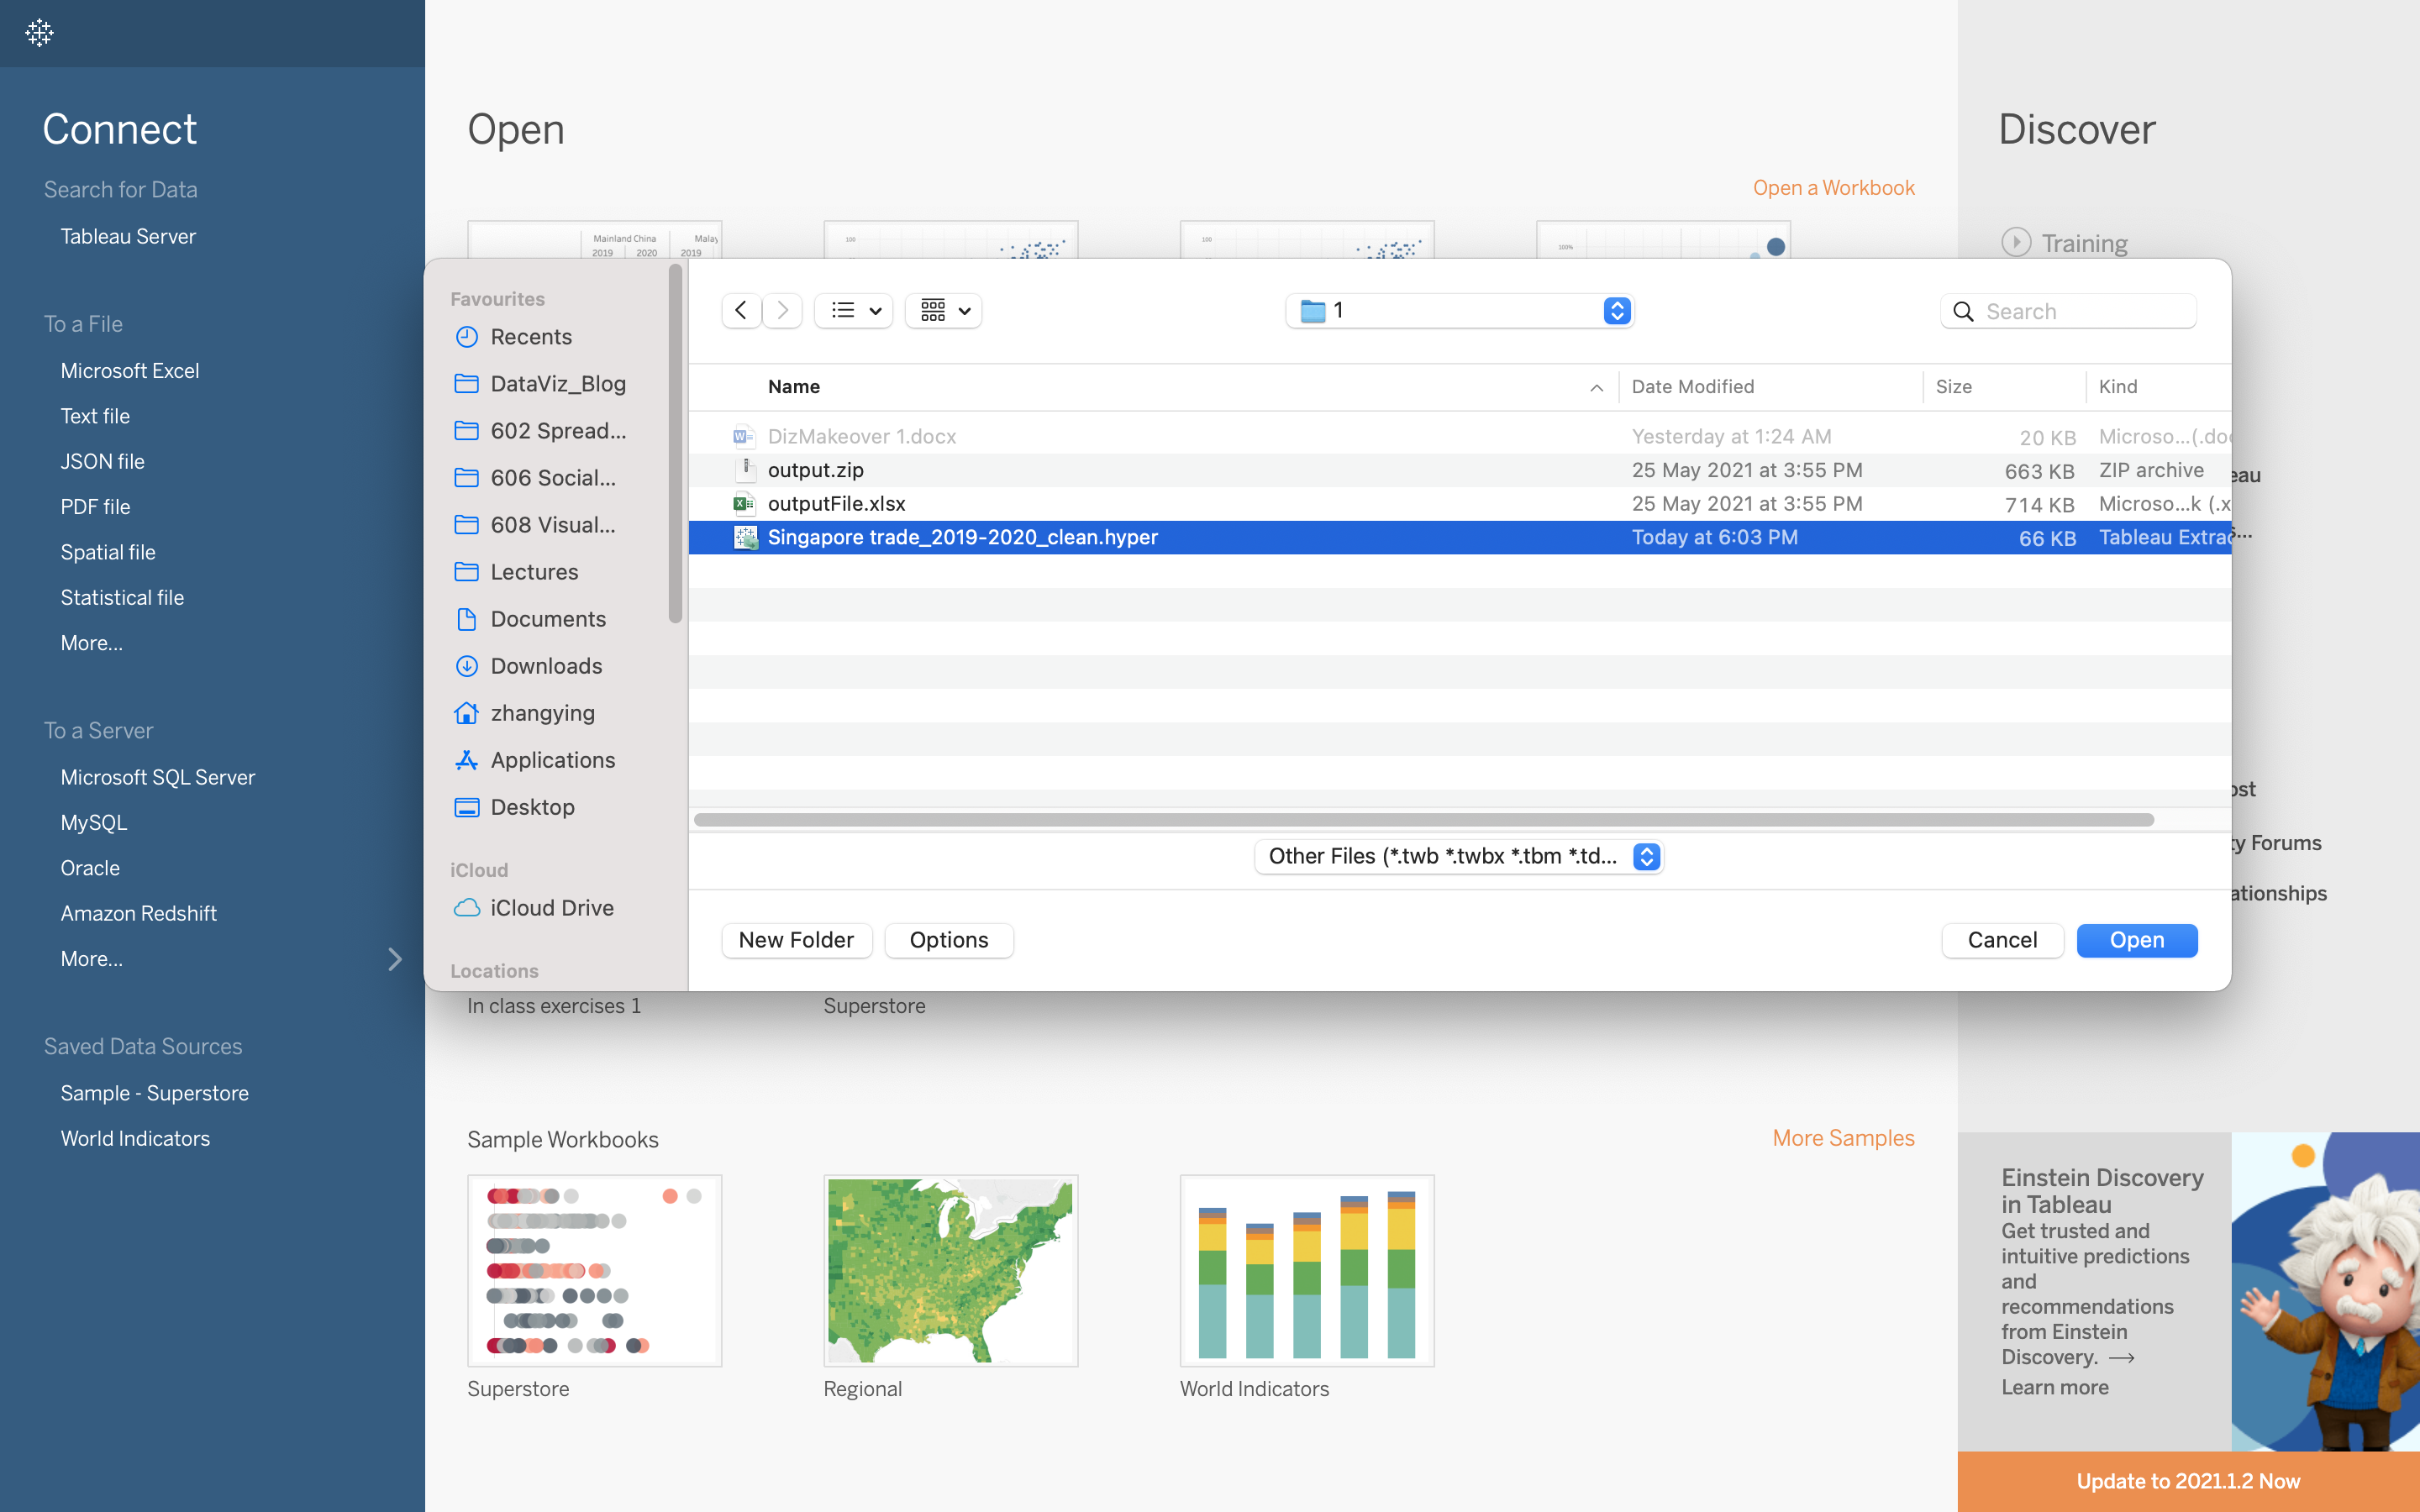 Connect
Search for Data
Tableau Server
To a File
Microsoft Excel
Text file
JSON file
PDF file
Spatial file
Statistical file
More...
To a Server
Microsoft SQL Server
MySQL
Oracle
Amazon Redshift
More...
Saved Data Sources
Sample - Superstore
World Indicators
Open
Open a Workbook
Mainland China
2019 2020 2019
100
100
100%
Favourites
Recents
DataViz_Blog
602 Spread...
606 Social...
608 Visual...
Lectures
Documents
Downloads
zhangying
Applications
Desktop
iCloud
iCloud Drive
Locations
1
Search
Name Date Modified Size Kind
DizMakeover 1.docx Yesterday at 1:24 AM 20 KB Microso...(.do
output.zip 25 May 2021 at 3:55 PM 663 KB ZIP archive
outputFile.xlsx 25 May 2021 at 3:55 PM 714 KB Microso...k (.x
Singapore trade_2019-2020_clean.hyper Today at 6:03 PM 66 KB Tableau Extra
Other Files (*.twb *.twbx *.tbm *.td...
New Folder Options Cancel Open
In class exercises 1
Superstore
Sample Workbooks
More Samples
Superstore
Regional
World Indicators
Discover
Training
eau
s...
ost
ty Forums
ationships
Einstein Discovery
in Tableau
Get trusted and
intuitive predictions
and
recommendations
from Einstein
Discovery. →
Learn more
Update to 2021.1.2 Now